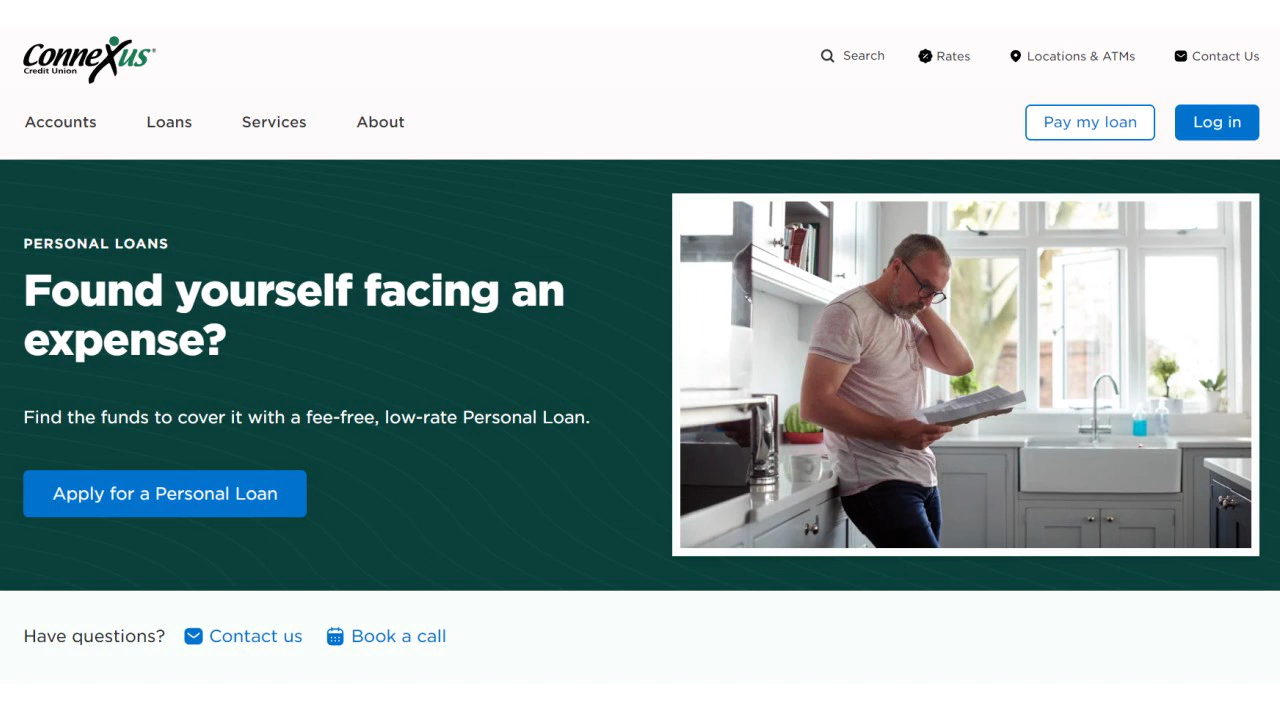 ConneXus®
Credit Union
Search
Rates
Locations & ATMs
Contact Us
Accounts
Loans
Services
About
Pay my loan
Log in
PERSONAL LOANS
Found yourself facing an
expense?
Find the funds to cover it with a fee-free, low-rate Personal Loan.
Apply for a Personal Loan
Have questions?
Contact us
Book a call